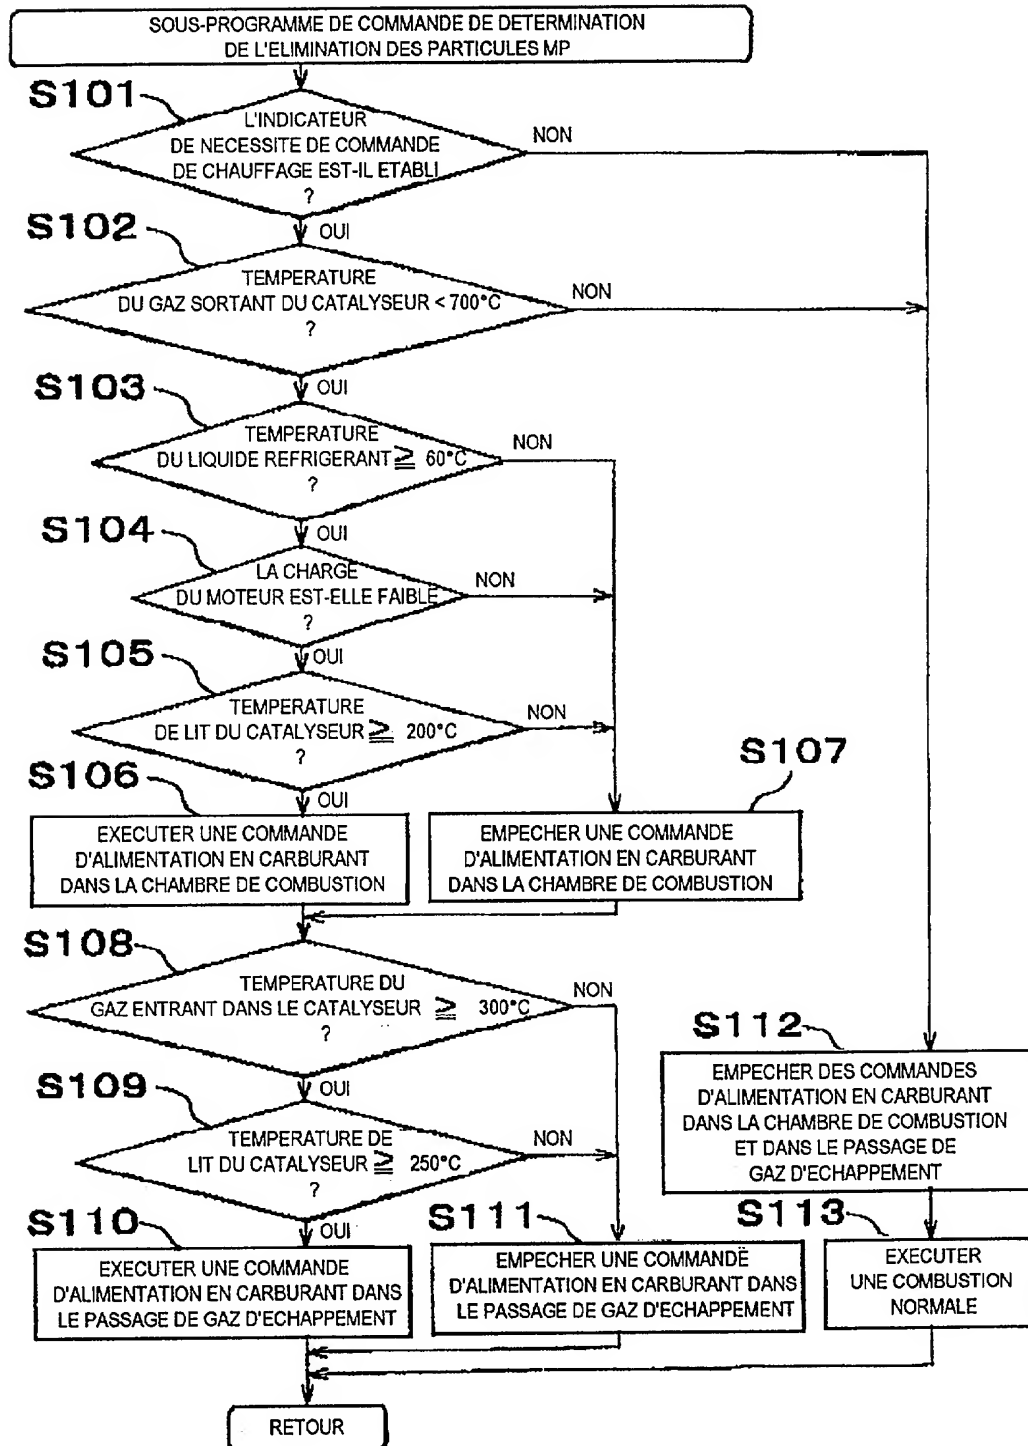 SOUS-PROGRAMME DE COMMANDE DE DETERMINATION
DE L'ELIMINATION DES PARTICULES MP
S101
L'INDICATEUR
DE NECESSITE DE COMMANDE
DE CHAUFFAGE EST-IL ETABLI
?
NON
OUI
S102
TEMPERATURE
DU GAZ SORTANT DU CATALYSEUR < 700°C
?
NON
OUI
S103
TEMPERATURE
DU LIQUIDE REFRIGERANT ≧ 60°C
?
NON
OUI
S104
LA CHARGE
DU MOTEUR EST-ELLE FAIBLE
?
NON
OUI
S105
TEMPERATURE
DE LIT DU CATALYSEUR ≧ 200°C
?
NON
OUI
S106
EXECUTER UNE COMMANDE
D'ALIMENTATION EN CARBURANT
DANS LA CHAMBRE DE COMBUSTION
S107
EMPECHER UNE COMMANDE
D'ALIMENTATION EN CARBURANT
DANS LA CHAMBRE DE COMBUSTION
S108
TEMPERATURE DU
GAZ ENTRANT DANS LE CATALYSEUR ≧ 300°C
?
NON
OUI
S109
TEMPERATURE DE
LIT DU CATALYSEUR ≧ 250°C
?
NON
OUI
S110
EXECUTER UNE COMMANDE
D'ALIMENTATION EN CARBURANT DANS
LE PASSAGE DE GAZ D'ECHAPPEMENT
S111
EMPECHER UNE COMMANDE
D'ALIMENTATION EN CARBURANT DANS
LE PASSAGE DE GAZ D'ECHAPPEMENT
S112
EMPECHER DES COMMANDES
D'ALIMENTATION EN CARBURANT
DANS LA CHAMBRE DE COMBUSTION
ET DANS LE PASSAGE DE
GAZ D'ECHAPPEMENT
S113
EXECUTER
UNE COMBUSTION
NORMALE
RETOUR